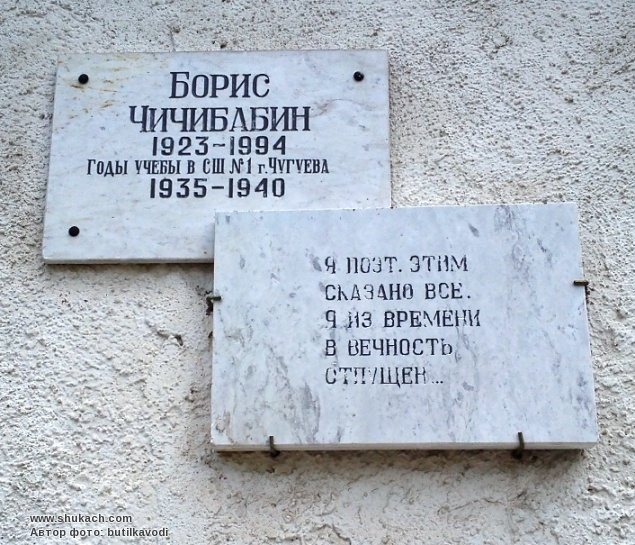 БОРИС
ЧИЧИБАБИН
1923-1994
ГОДЫ УЧЕБЫ В СШ №1 г. ЧУГУЕВА
1935-1940
Я ПОЭТ. ЭТИМ
СКАЗАНО ВСЕ.
Я ИЗ ВРЕМЕНИ
В ВЕЧНОСТЬ
ОТПУЩЕН...
www.shukach.com
Автор фото: butilkavodi